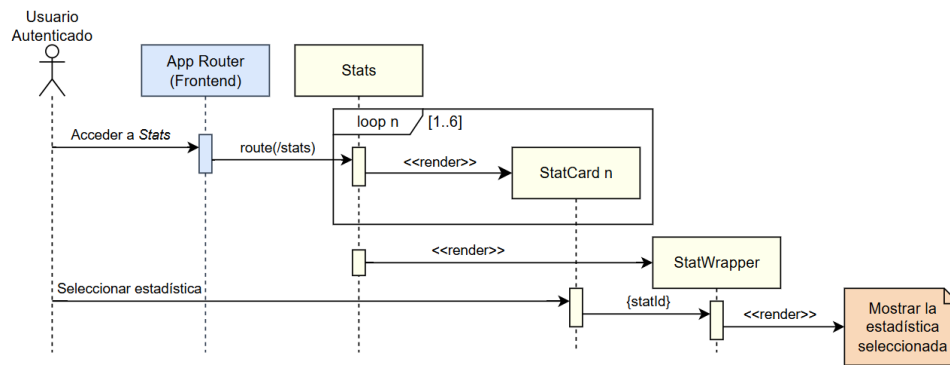 Usuario
Autenticado
App Router
(Frontend)
Stats
loop n
[1..6]
Acceder a Stats
route(/stats)
<<render>>
StatCard n
<<render>>
StatWrapper
Seleccionar estadística
{statId}
<<render>>
Mostrar la
estadística
seleccionada